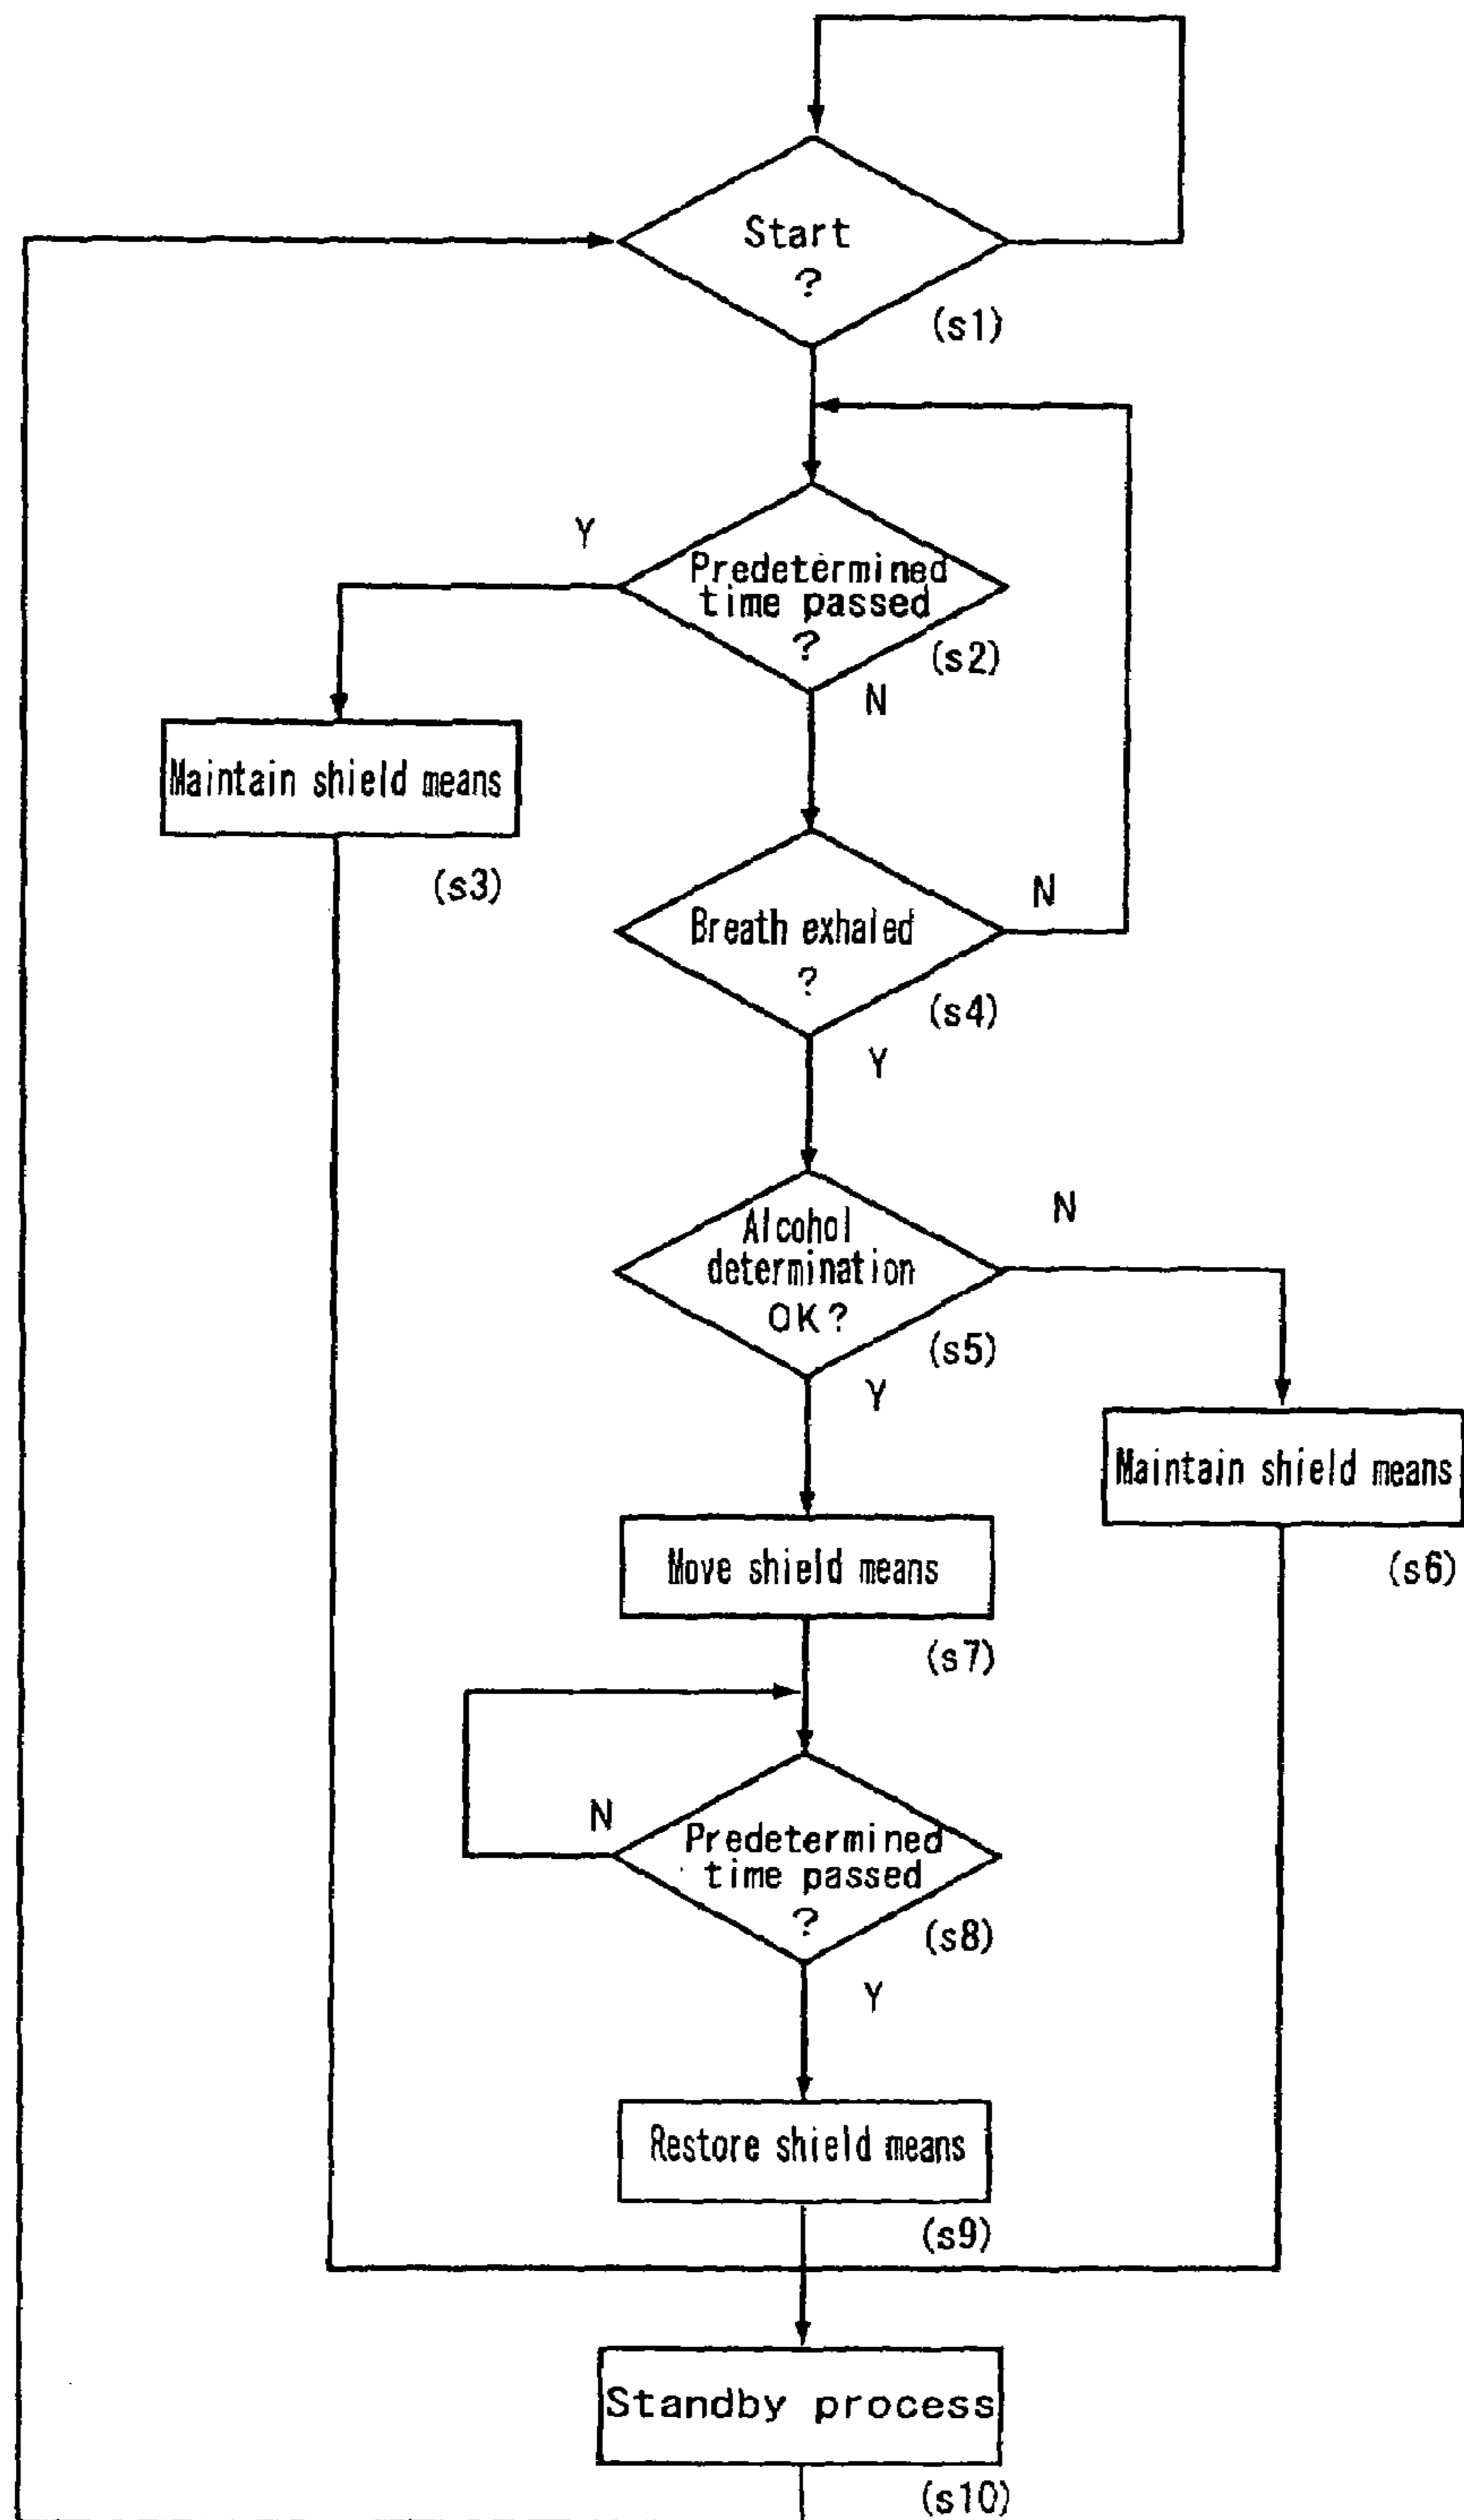 Start
?
(s1)
Y
Predetermined
time passed
?
(s2)
N
Maintain shield means
(s3)
N
Breath exhaled
?
(s4)
Y
N
Alcohol
determination
OK?
(s5)
Y
Maintain shield means
(s6)
Move shield means
(s7)
N
Predetermined
time passed
?
(s8)
Y
Restore shield means
(s9)
Standby process
(s10)